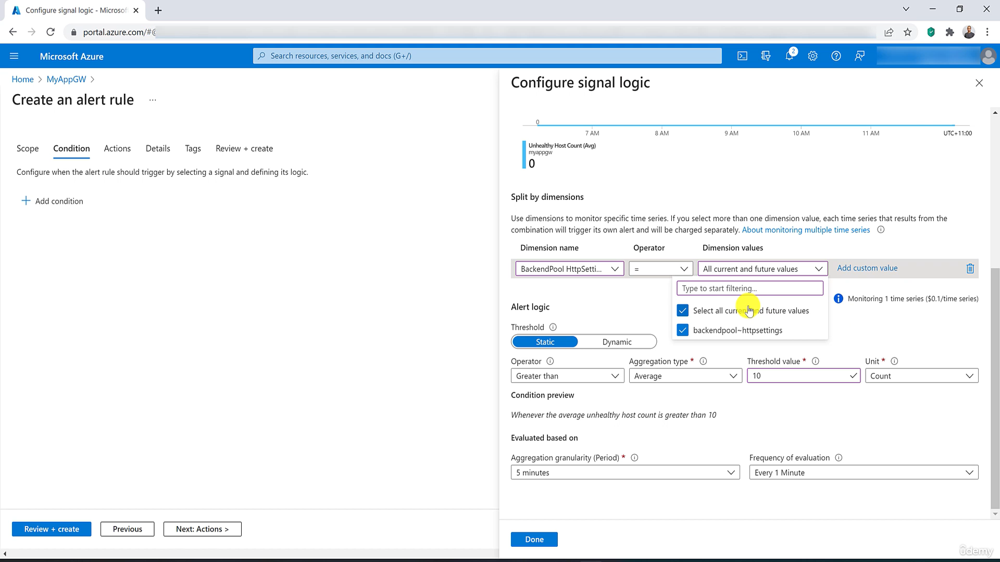 Configure signal logic - Microsof
portal.azure.com/#@
Microsoft Azure
Search resources, services, and docs (G+/)
2
Home > MyAppGW >
Create an alert rule ...
Scope Condition Actions Details Tags Review + create
Configure when the alert rule should trigger by selecting a signal and defining its logic.
+ Add condition
Review + create Previous Next: Actions >
Configure signal logic
0
7 AM 8 AM 9 AM 10 AM 11 AM UTC+11:00
Unhealthy Host Count (Avg)
myappgw
0
Split by dimensions
Use dimensions to monitor specific time series. If you select more than one dimension value, each time series that results from the
combination will trigger its own alert and will be charged separately. About monitoring multiple time series
Dimension name Operator Dimension values
BackendPool HttpSetti... = All current and future values Add custom value
Type to start filtering...
Monitoring 1 time series ($0.1/time series)
Select all current and future values
backendpool~httpsettings
Alert logic
Threshold
Static Dynamic
Operator Aggregation type * Threshold value * Unit *
Greater than Average 10 Count
Condition preview
Whenever the average unhealthy host count is greater than 10
Evaluated based on
Aggregation granularity (Period) * Frequency of evaluation
5 minutes Every 1 Minute
Done
ûdemy